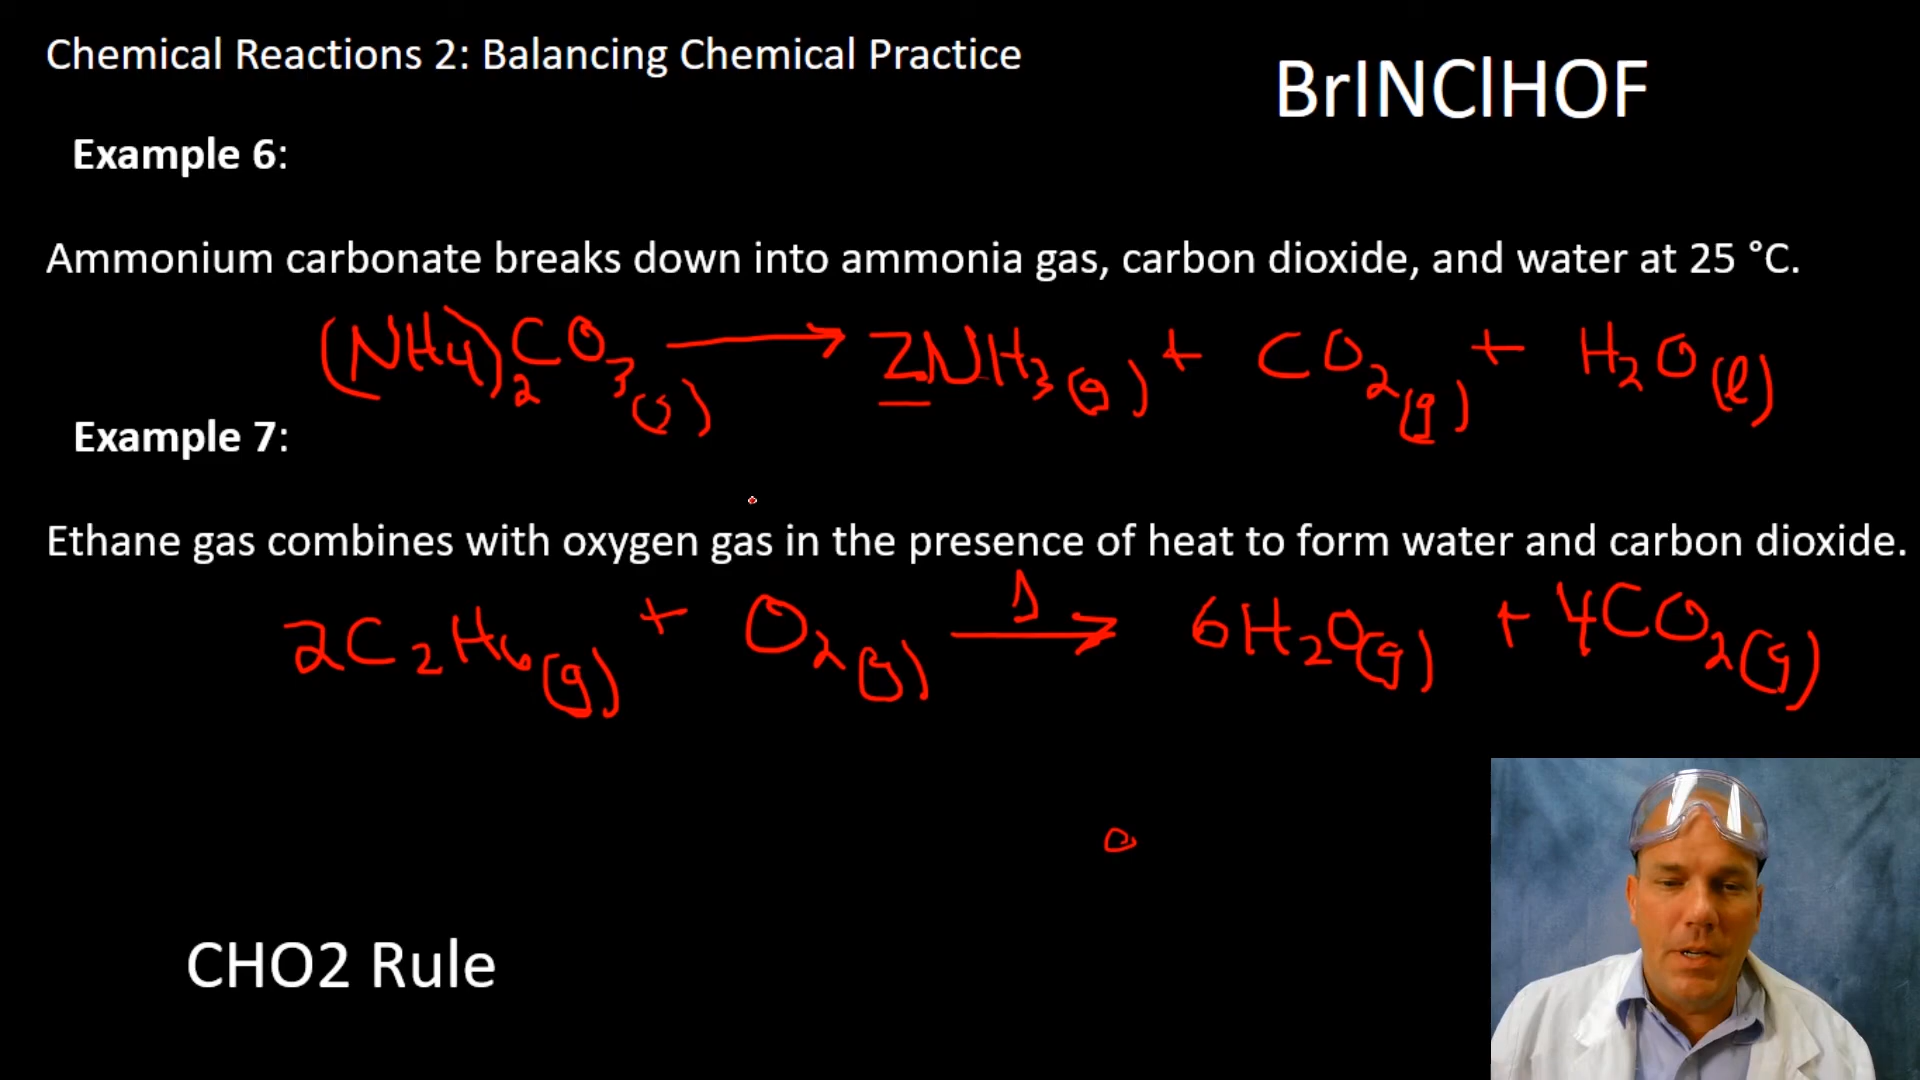 Chemical Reactions 2: Balancing Chemical Practice
BrINClHOF
Example 6:
Ammonium carbonate breaks down into ammonia gas, carbon dioxide, and water at 25 °C.
(NH4)2CO3(s) → 2NH3(g) + CO2(g) + H2O(l)
Example 7:
Ethane gas combines with oxygen gas in the presence of heat to form water and carbon dioxide.
Δ
2C2H6(g) + O2(g) → 6H2O(g) + 4CO2(g)
CHO2 Rule